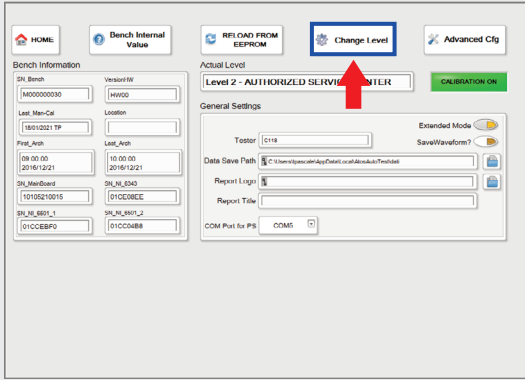 HOME
Bench Internal
Value
RELOAD FROM
EEPROM
Change Level
Advanced Cfg
Bench Information
Actual Level
SN_Bench
VersionHW
Level 2 - AUTHORIZED SERVICE CENTER
CALIBRATION ON
M000000030
HW00
General Settings
Last_Man-Cal
Location
Extended Mode
18/01/2021 TP
SaveWaveform?
First_Arch
Last_Arch
Testor
C118
09.00.00
2016/12/21
10.00.00
2016/12/21
Data Save Path
SN_MainBoard
SN_NI_6343
Report Logo
10105210015
01CE08EE
Report Title
SN_NI_6601_1
SN_NI_6601_2
COM Port for PS
COM5
01CCEBF0
01CC04B8